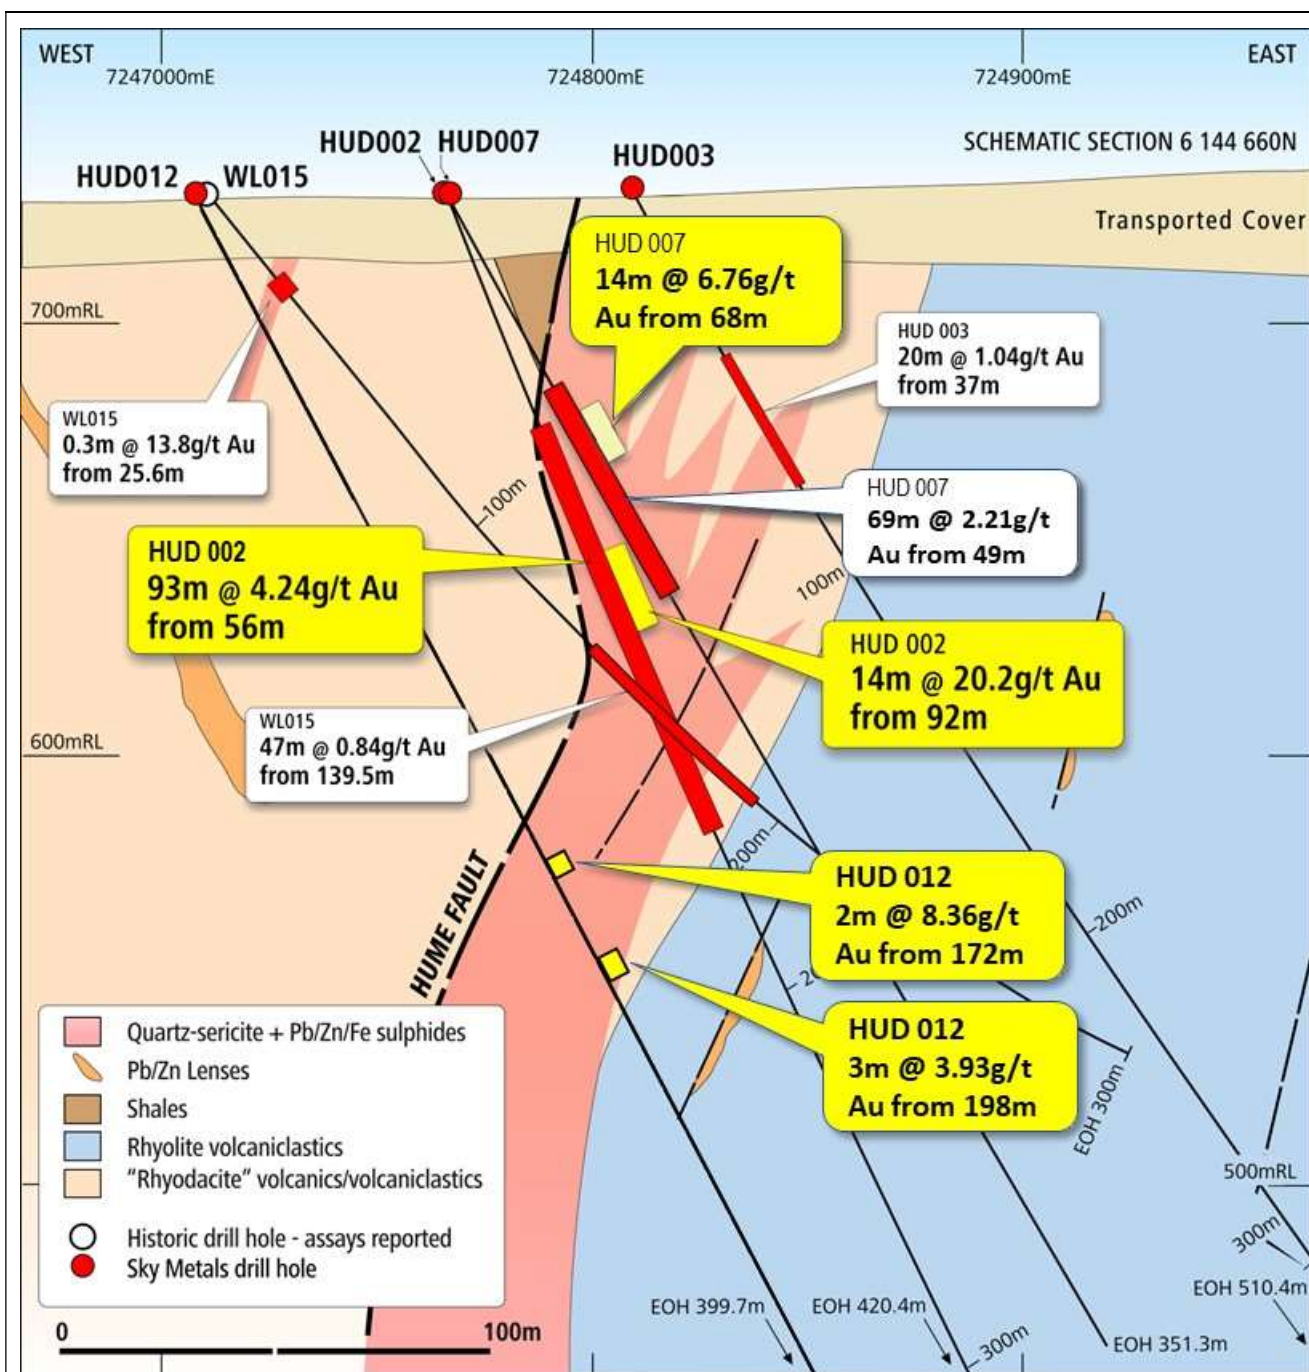 WEST
EAST
7247000mE
724800mE
724900mE
SCHEMATIC SECTION 6 144 660N
HUD002
HUD007
HUD003
HUD012
WL015
Transported Cover
HUD 007
14m @ 6.76g/t
Au from 68m
700mRL
HUD 003
20m @ 1.04g/t Au
from 37m
WL015
0.3m @ 13.8g/t Au
from 25.6m
100m
HUD 007
69m @ 2.21g/t
Au from 49m
HUD 002
93m @ 4.24g/t Au
from 56m
100m
HUD 002
14m @ 20.2g/t Au
from 92m
600mRL
WL015
47m @ 0.84g/t Au
from 139.5m
200m
HUD 012
2m @ 8.36g/t
Au from 172m
200m
HUME FAULT
HUD 012
3m @ 3.93g/t
Au from 198m
EOH 300m
500mRL
300m
Quartz-sericite + Pb/Zn/Fe sulphides
Pb/Zn Lenses
Shales
Rhyolite volcaniclastics
"Rhyodacite" volcanics/volcaniclastics
Historic drill hole - assays reported
Sky Metals drill hole
0
100m
EOH 399.7m
EOH 420.4m
EOH 510.4m
300m
EOH 351.3m